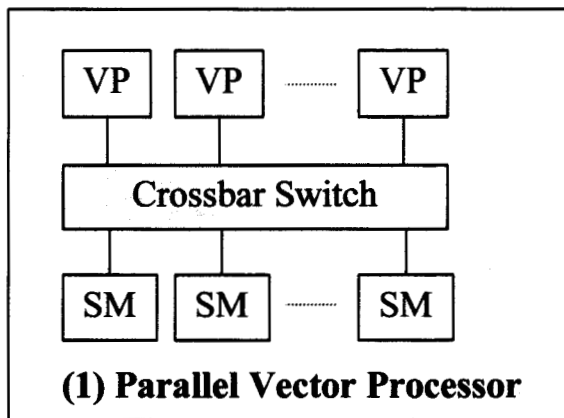 VP VP VP
Crossbar Switch
SM SM SM
(1) Parallel Vector Processor